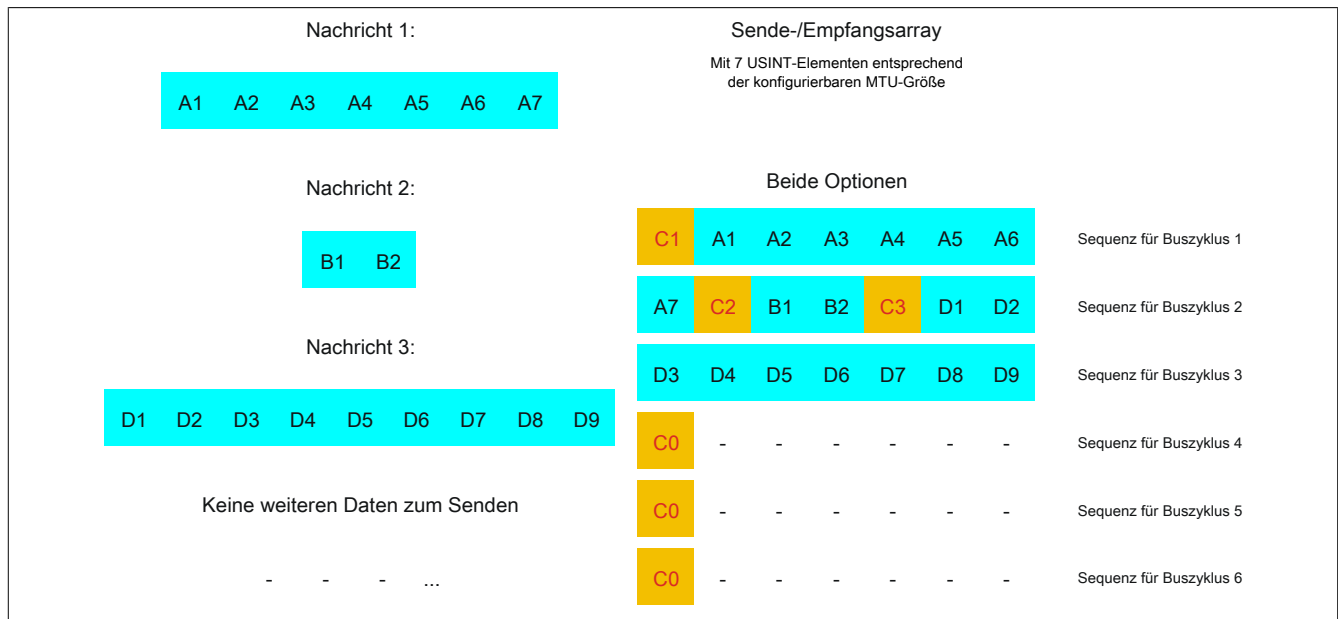 Nachricht 1:
A1 A2 A3 A4 A5 A6 A7
Nachricht 2:
B1 B2
Nachricht 3:
D1 D2 D3 D4 D5 D6 D7 D8 D9
Keine weiteren Daten zum Senden
- - - ...
Sende-/Empfangsarray
Mit 7 USINT-Elementen entsprechend
der konfigurierbaren MTU-Größe
Beide Optionen
C1 A1 A2 A3 A4 A5 A6 Sequenz für Buszyklus 1
A7 C2 B1 B2 C3 D1 D2 Sequenz für Buszyklus 2
D3 D4 D5 D6 D7 D8 D9 Sequenz für Buszyklus 3
C0 - - - - - - Sequenz für Buszyklus 4
C0 - - - - - - Sequenz für Buszyklus 5
C0 - - - - - - Sequenz für Buszyklus 6